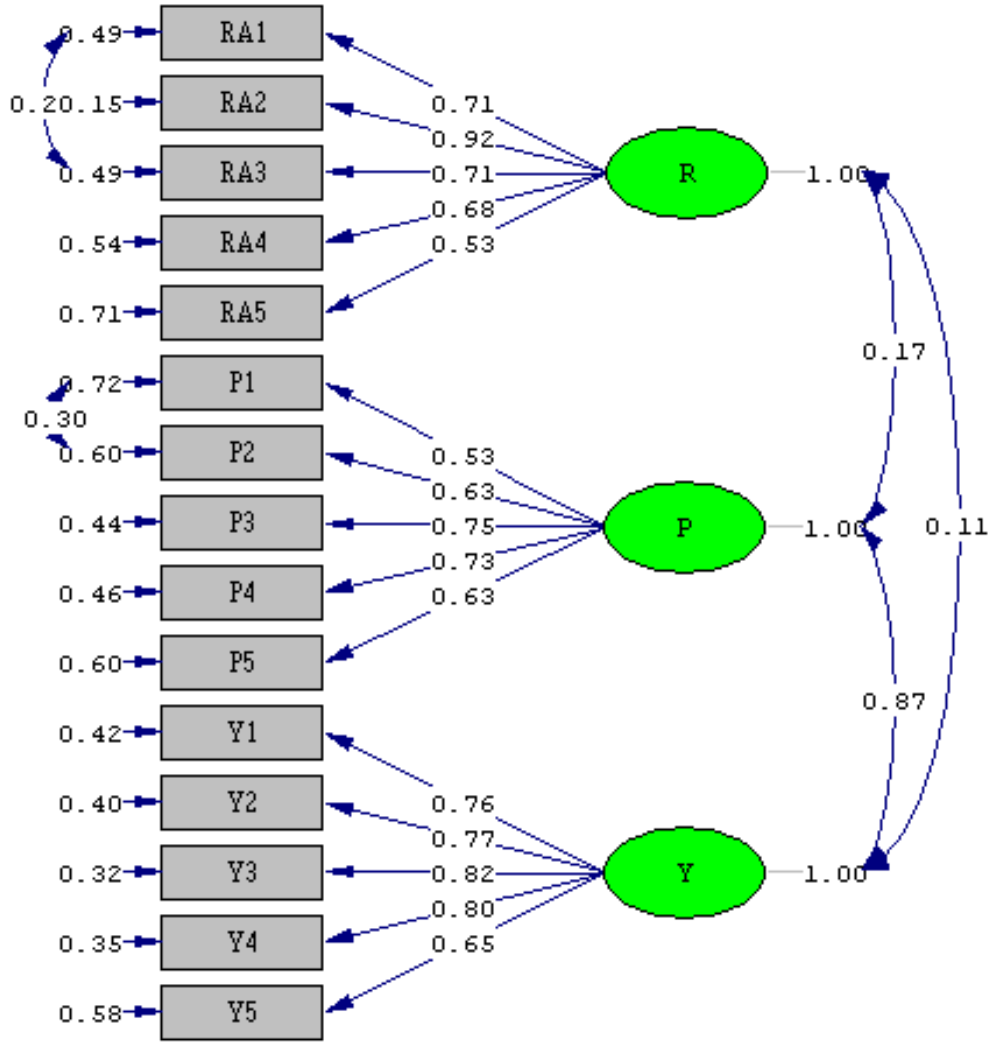 0.49 RA1
0.20 0.15 RA2 0.71
0.92
0.49 RA3 0.71 R 1.00
0.68
0.54 RA4 0.53
0.71 RA5
0.17
0.72 P1
0.30
0.60 P2 0.53
0.63
0.44 P3 0.75 P 1.00 0.11
0.73
0.46 P4 0.63
0.60 P5
0.87
0.42 Y1
0.40 Y2 0.76
0.77
0.32 Y3 0.82 Y 1.00
0.80
0.35 Y4 0.65
0.58 Y5